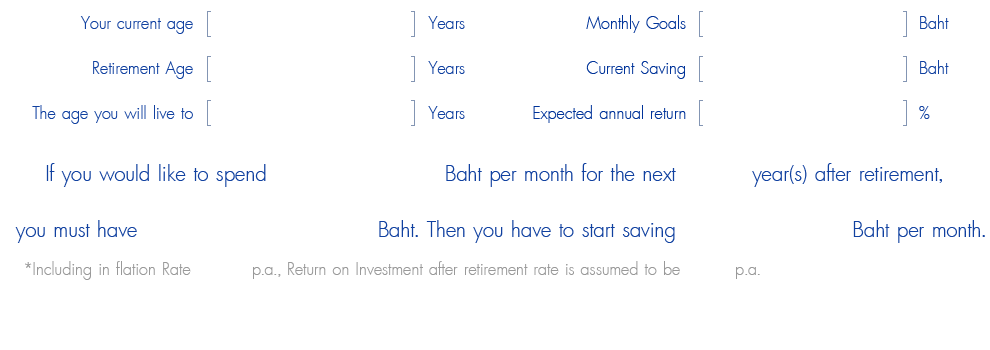 Your current age [ ] Years Monthly Goals [ ] Baht
Retirement Age [ ] Years Current Saving [ ] Baht
The age you will live to [ ] Years Expected annual return [ ] %
If you would like to spend Baht per month for the next year(s) after retirement,
you must have Baht. Then you have to start saving Baht per month.
*Including in flation Rate p.a., Return on Investment after retirement rate is assumed to be p.a.